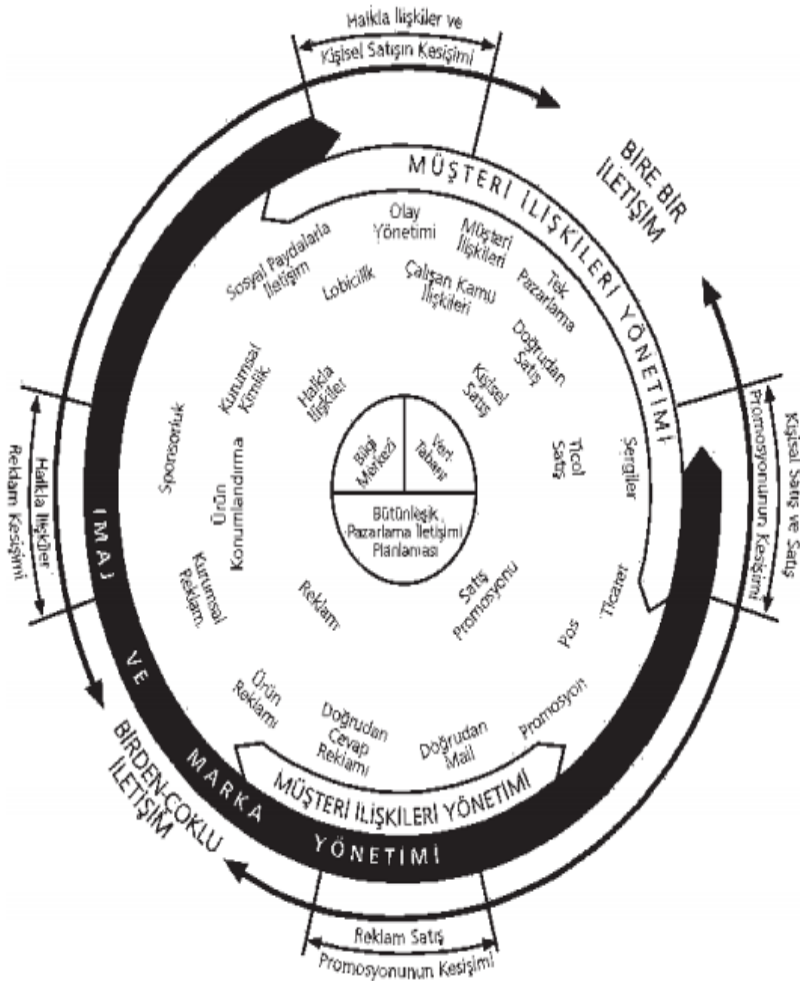 Halkla İlişkiler ve
Kişisel Satışın Kesişimi
BİRE BİR
İLETİŞİM
MÜŞTERİ İLİŞKİLERİ YÖNETİMİ
Olay
Yönetimi
Müşteri
İlişkileri
Sosyal Paydalarla
İletişim
Lobicilik
Çalışan Kamu
İlişkileri
Tek
Pazarlama
Doğrudan
Satış
Kurumsal
Kimlik
Halkla
İlişkiler
Kişisel
Satış
Sponsorluk
Ürün
Konumlandırma
Bilgi
Merkezi
Veri
Tabanı
Bütünleşik
Pazarlama İletişimi
Planlaması
Ticol
Satış
Sergiler
Kişisal Satış ve Satış
Promosyonunun Kesişimi
Halkla İlişkiler
Reklam Kesişimi
Kurumsal
Reklam
Reklam
Satış
Promosyonu
Ticaret
Pos
Ürün
Reklamı
Doğrudan
Cevap
Reklamı
Doğrudan
Mail
Promosyon
MÜŞTERİ İLİŞKİLERİ YÖNETİMİ
IMAJ VE MARKA YÖNETİMİ
BİRDEN-ÇOKLU
İLETİŞİM
Reklam Satış
Promosyonunun Kesişimi